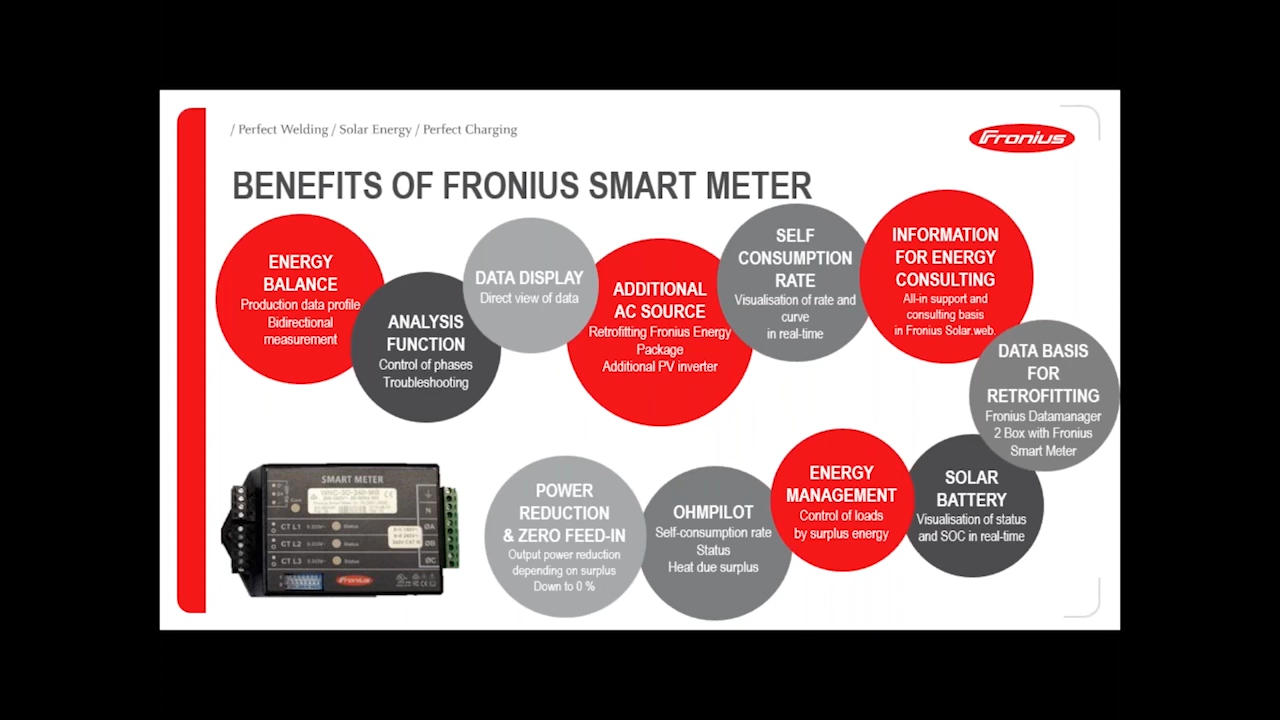 / Perfect Welding / Solar Energy / Perfect Charging
Fronius
BENEFITS OF FRONIUS SMART METER
ENERGY
BALANCE
Production data profile
Bidirectional
measurement
ANALYSIS
FUNCTION
Control of phases
Troubleshooting
DATA DISPLAY
Direct view of data
ADDITIONAL
AC SOURCE
Retrofitting Fronius Energy
Package
Additional PV inverter
SELF
CONSUMPTION
RATE
Visualisation of rate and
curve
in real-time
INFORMATION
FOR ENERGY
CONSULTING
All-in support and
consulting basis
in Fronius Solar.web.
DATA BASIS
FOR
RETROFITTING
Fronius Datamanager
2 Box with Fronius
Smart Meter
SOLAR
BATTERY
Visualisation of status
and SOC in real-time
ENERGY
MANAGEMENT
Control of loads
by surplus energy
OHMPILOT
Self-consumption rate
Status
Heat due surplus
POWER
REDUCTION
& ZERO FEED-IN
Output power reduction
depending on surplus
Down to 0 %
SMART METER
N
CT L1
Status
ØA
CT L2
Status
ØB
CT L3
Status
ØC
Fronius